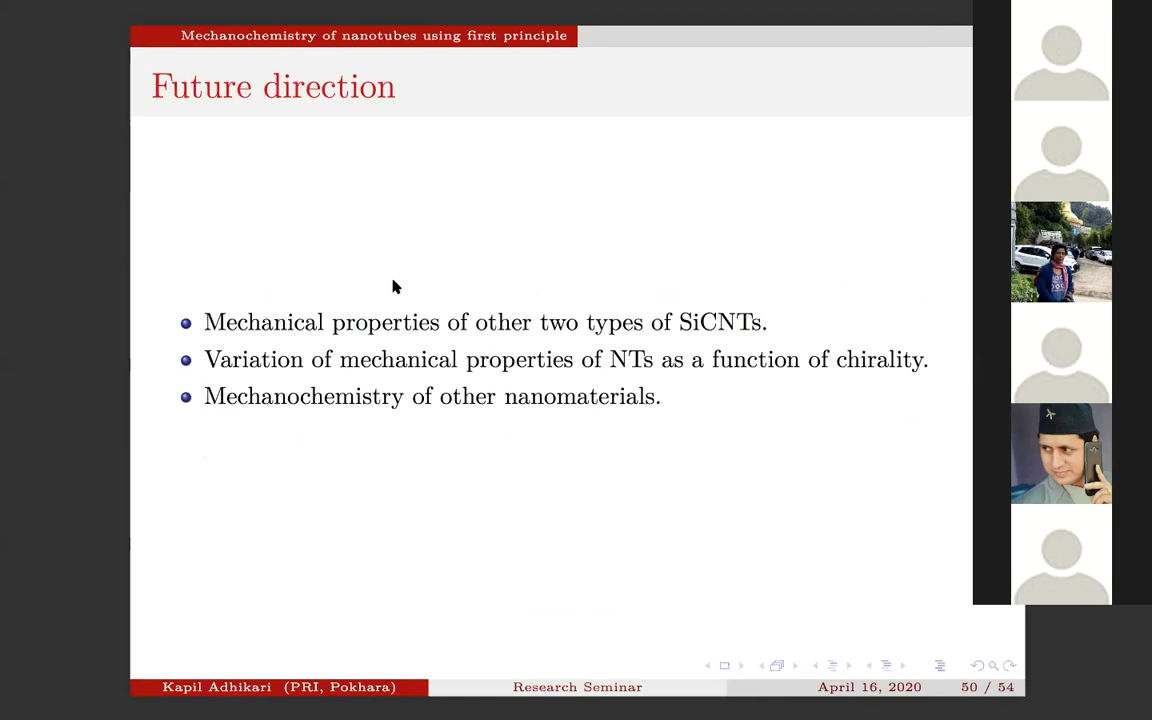 Mechanochemistry of nanotubes using first principle
Future direction
Mechanical properties of other two types of SiCNTs.
Variation of mechanical properties of NTs as a function of chirality.
Mechanochemistry of other nanomaterials.
Kapil Adhikari (PRI, Pokhara) Research Seminar April 16, 2020 50 / 54